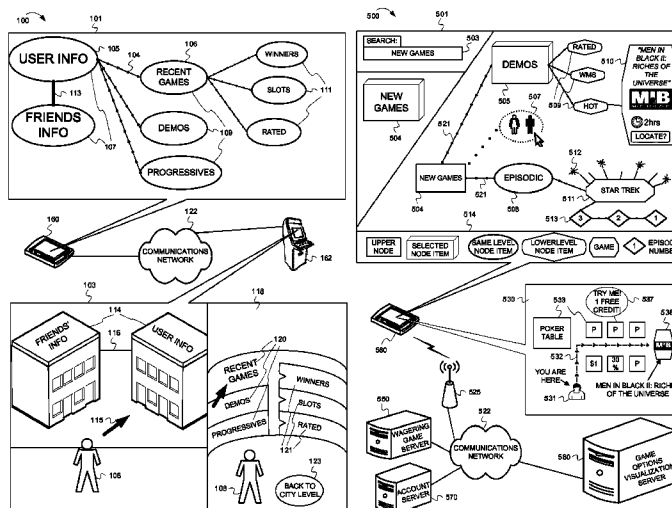 100
101
USER INFO
105
104
106
RECENT
GAMES
WINNERS
SLOTS
111
RATED
113
FRIENDS
INFO
107
DEMOS
109
PROGRESSIVES
160
122
COMMUNICATIONS
NETWORK
162
103
114
FRIENDS'
INFO
116
USER INFO
115
108
118
120
RECENT
GAMES
DEMOS
PROGRESSIVES
WINNERS
SLOTS
RATED
121
108
123
BACK TO
CITY LEVEL
500
501
SEARCH:
503
NEW GAMES
NEW
GAMES
504
DEMOS
505
507
RATED
WMS
509
HOT
"MEN IN
BLACK II:
RICHES OF
THE
UNIVERSE"
510
MIB
2hrs
LOCATE?
521
NEW GAMES
504
521
EPISODIC
508
512
STAR TREK
511
513
3
2
1
514
UPPER
NODE
SELECTED
NODE ITEM
SAME LEVEL
NODE ITEM
LOWER LEVEL
NODE ITEM
GAME
1
EPISOD
NUMBE
530
TRY ME!
1 FREE
CREDIT!
537
533
POKER
TABLE
P
P
P
MIB
532
$1
30
%
P
YOU ARE
HERE
531
MEN IN BLACK II: RICH
OF THE UNIVERSE
560
525
550
WAGERING
GAME
SERVER
522
COMMUNICATIONS
NETWORK
ACCOUNT
SERVER
570
580
GAME
OPTIONS
VISUALIZATION
SERVER